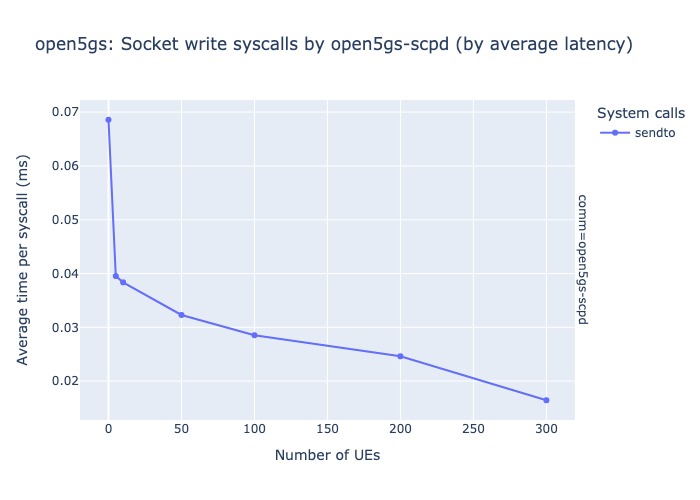 open5gs: Socket write syscalls by open5gs-scpd (by average latency)
System calls
sendto
Average time per syscall (ms)
0.07
0.06
0.05
0.04
0.03
0.02
comm=open5gs-scpd
0 50 100 150 200 250 300
Number of UEs